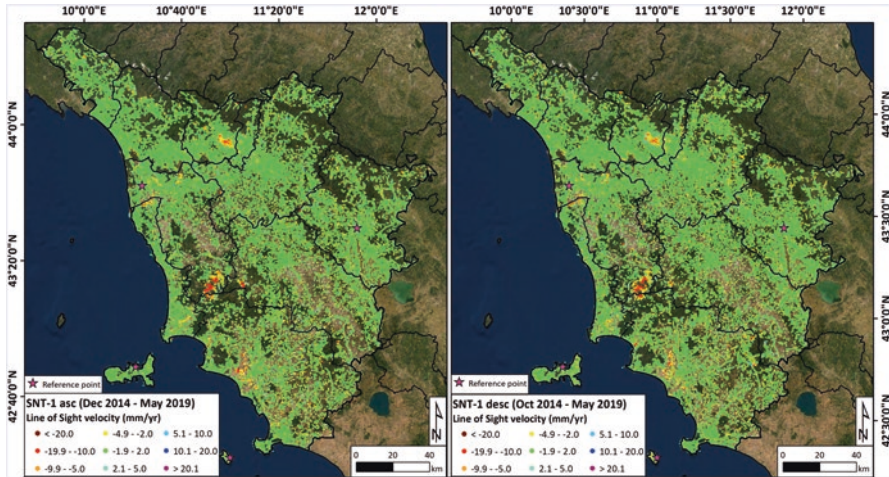 10°0'0"E 10°40'0"E 11°20'0"E 12°0'0"E
44°0'0"N
43°20'0"N
42°40'0"N
Reference point
SNT-1 asc (Dec 2014 - May 2019)
Line of Sight velocity (mm/yr)
< -20.0 -4.9 - -2.0 5.1 - 10.0
-19.9 - -10.0 -1.9 - 2.0 10.1 - 20.0
-9.9 - -5.0 2.1 - 5.0 > 20.1
N
0 20 40
km
10°0'0"E 10°30'0"E 11°0'0"E 11°30'0"E 12°0'0"E
44°0'0"N
43°30'0"N
43°0'0"N
42°30'0"N
Reference point
SNT-1 desc (Oct 2014 - May 2019)
Line of Sight velocity (mm/yr)
< -20.0 -4.9 - -2.0 5.1 - 10.0
-19.9 - -10.0 -1.9 - 2.0 10.1 - 20.0
-9.9 - -5.0 2.1 - 5.0 > 20.1
N
0 20 40
km